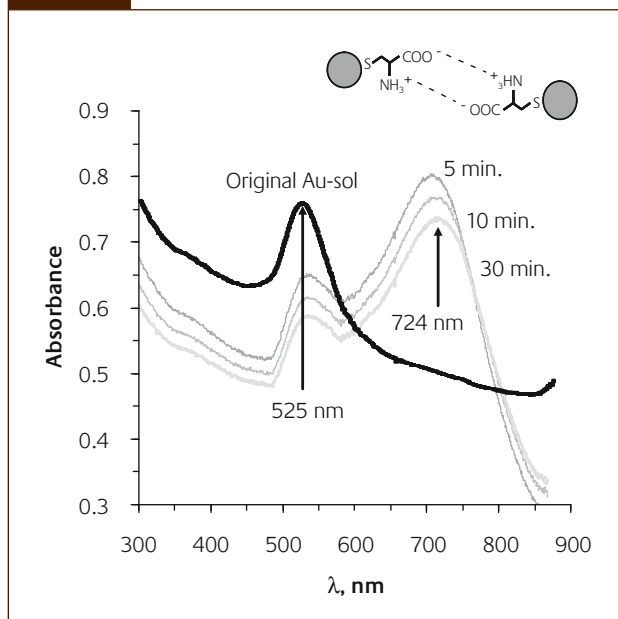 S COO⁻
NH₃⁺
⁺₃HN
⁻OOC S
0.9
0.8
0.7
0.6
0.5
0.4
0.3
Absorbance
Original Au-sol
5 min.
10 min.
30 min.
724 nm
525 nm
300 400 500 600 700 800 900
λ, nm